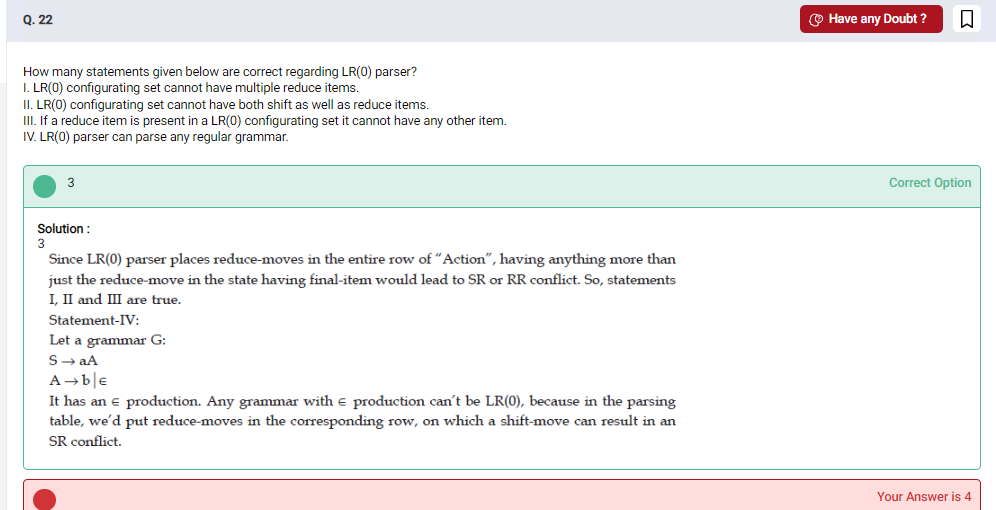 Q. 22
Have any Doubt ?
How many statements given below are correct regarding LR(0) parser?
I. LR(0) configurating set cannot have multiple reduce items.
II. LR(0) configurating set cannot have both shift as well as reduce items.
III. If a reduce item is present in a LR(0) configurating set it cannot have any other item.
IV. LR(0) parser can parse any regular grammar.
3
Correct Option
Solution :
3
Since LR(0) parser places reduce-moves in the entire row of “Action”, having anything more than
just the reduce-move in the state having final-item would lead to SR or RR conflict. So, statements
I, II and III are true.
Statement-IV:
Let a grammar G:
S → aA
A → b|∈
It has an ∈ production. Any grammar with ∈ production can’t be LR(0), because in the parsing
table, we’d put reduce-moves in the corresponding row, on which a shift-move can result in an
SR conflict.
Your Answer is 4